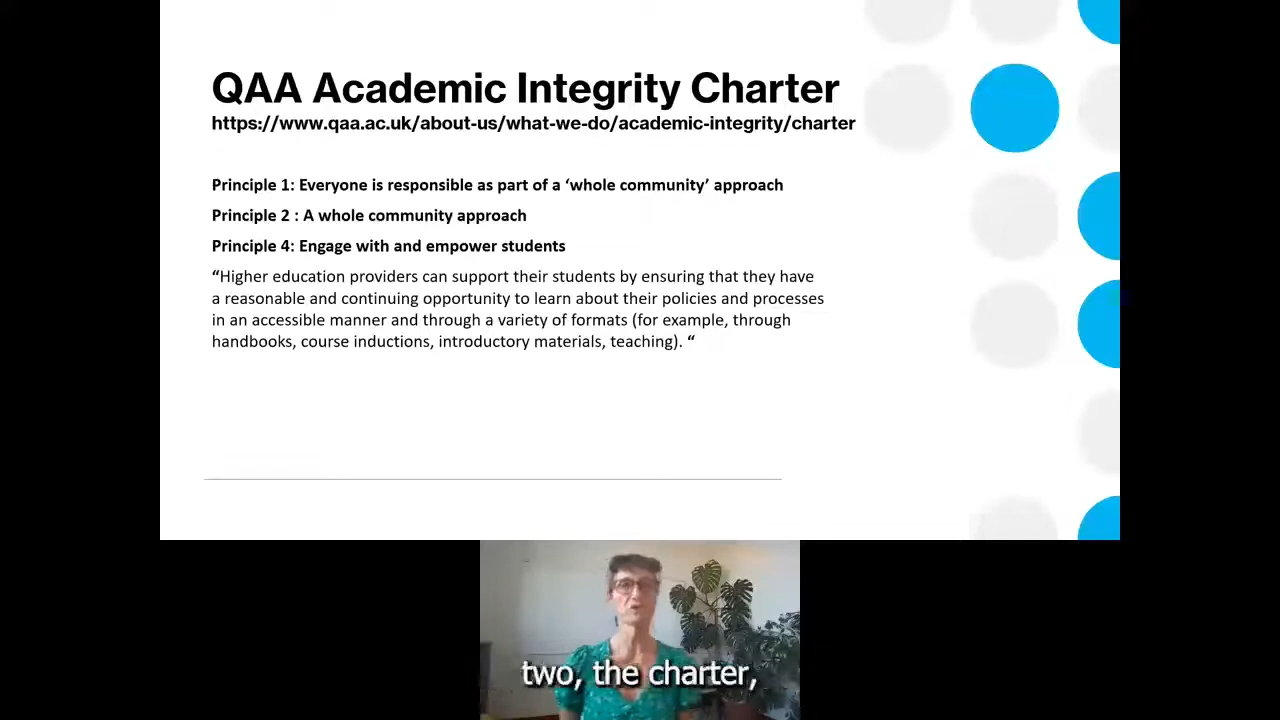 QAA Academic Integrity Charter
https://www.qaa.ac.uk/about-us/what-we-do/academic-integrity/charter
Principle 1: Everyone is responsible as part of a ‘whole community’ approach
Principle 2 : A whole community approach
Principle 4: Engage with and empower students
“Higher education providers can support their students by ensuring that they have
a reasonable and continuing opportunity to learn about their policies and processes
in an accessible manner and through a variety of formats (for example, through
handbooks, course inductions, introductory materials, teaching). “
two, the charter,